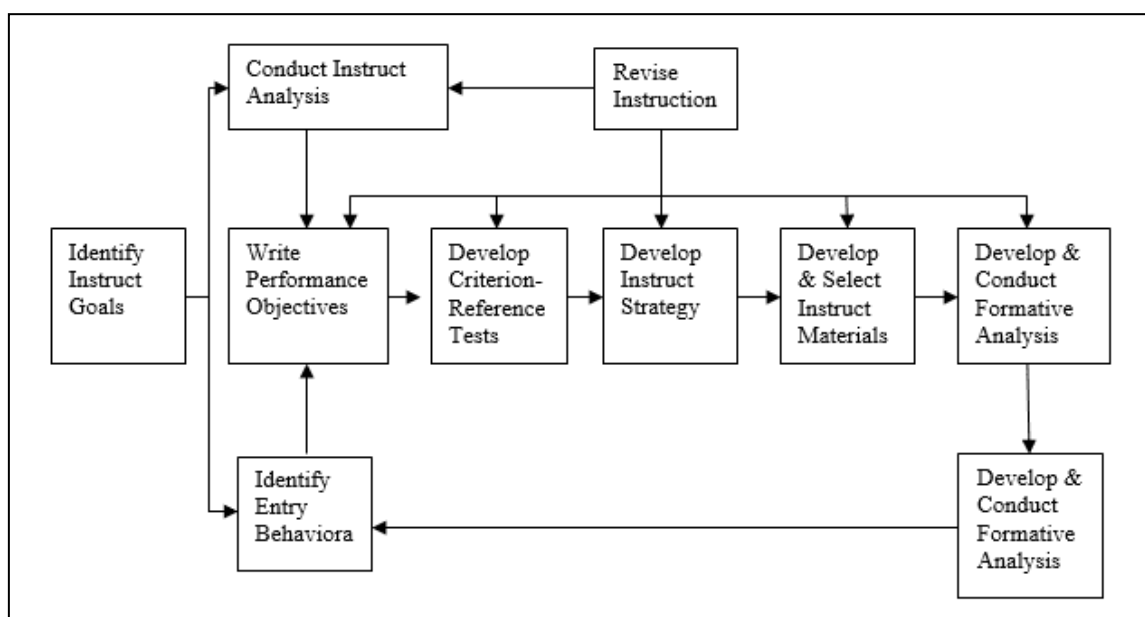 Conduct Instruct
Analysis
Revise
Instruction
Identify
Instruct
Goals
Write
Performance
Objectives
Develop
Criterion-
Reference
Tests
Develop
Instruct
Strategy
Develop
& Select
Instruct
Materials
Develop &
Conduct
Formative
Analysis
Identify
Entry
Behaviora
Develop &
Conduct
Formative
Analysis